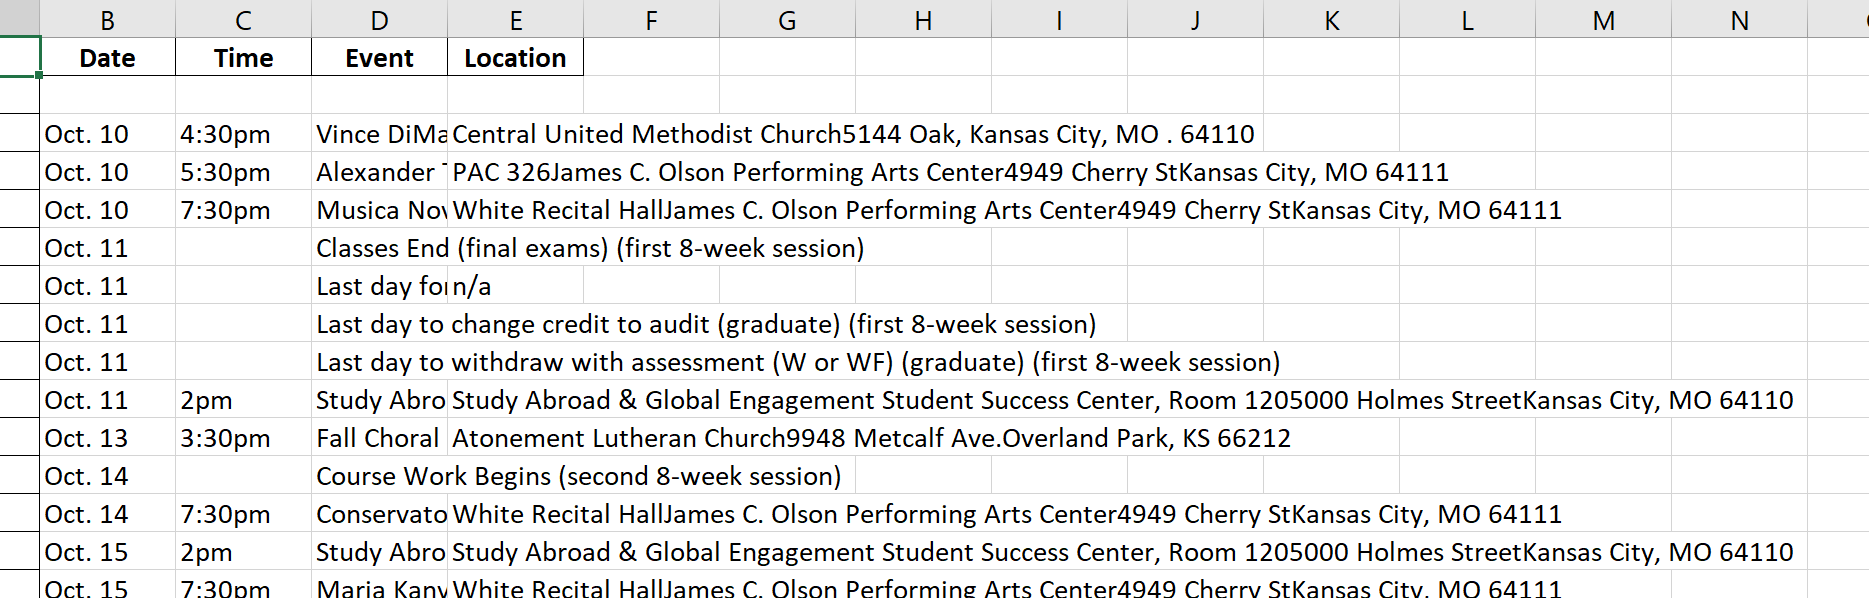 B C D E F G H I J K L M N
Date Time Event Location
Oct. 10 4:30pm Vince DiMa Central United Methodist Church5144 Oak, Kansas City, MO . 64110
Oct. 10 5:30pm Alexander PAC 326James C. Olson Performing Arts Center4949 Cherry StKansas City, MO 64111
Oct. 10 7:30pm Musica Nov White Recital HallJames C. Olson Performing Arts Center4949 Cherry StKansas City, MO 64111
Oct. 11 Classes End (final exams) (first 8-week session)
Oct. 11 Last day for n/a
Oct. 11 Last day to change credit to audit (graduate) (first 8-week session)
Oct. 11 Last day to withdraw with assessment (W or WF) (graduate) (first 8-week session)
Oct. 11 2pm Study Abro Study Abroad & Global Engagement Student Success Center, Room 1205000 Holmes StreetKansas City, MO 64110
Oct. 13 3:30pm Fall Choral Atonement Lutheran Church9948 Metcalf Ave.Overland Park, KS 66212
Oct. 14 Course Work Begins (second 8-week session)
Oct. 14 7:30pm Conservato White Recital HallJames C. Olson Performing Arts Center4949 Cherry StKansas City, MO 64111
Oct. 15 2pm Study Abro Study Abroad & Global Engagement Student Success Center, Room 1205000 Holmes StreetKansas City, MO 64110
Oct. 15 7:30pm Maria Kany White Recital HallJames C. Olson Performing Arts Center4949 Cherry StKansas City, MO 64111